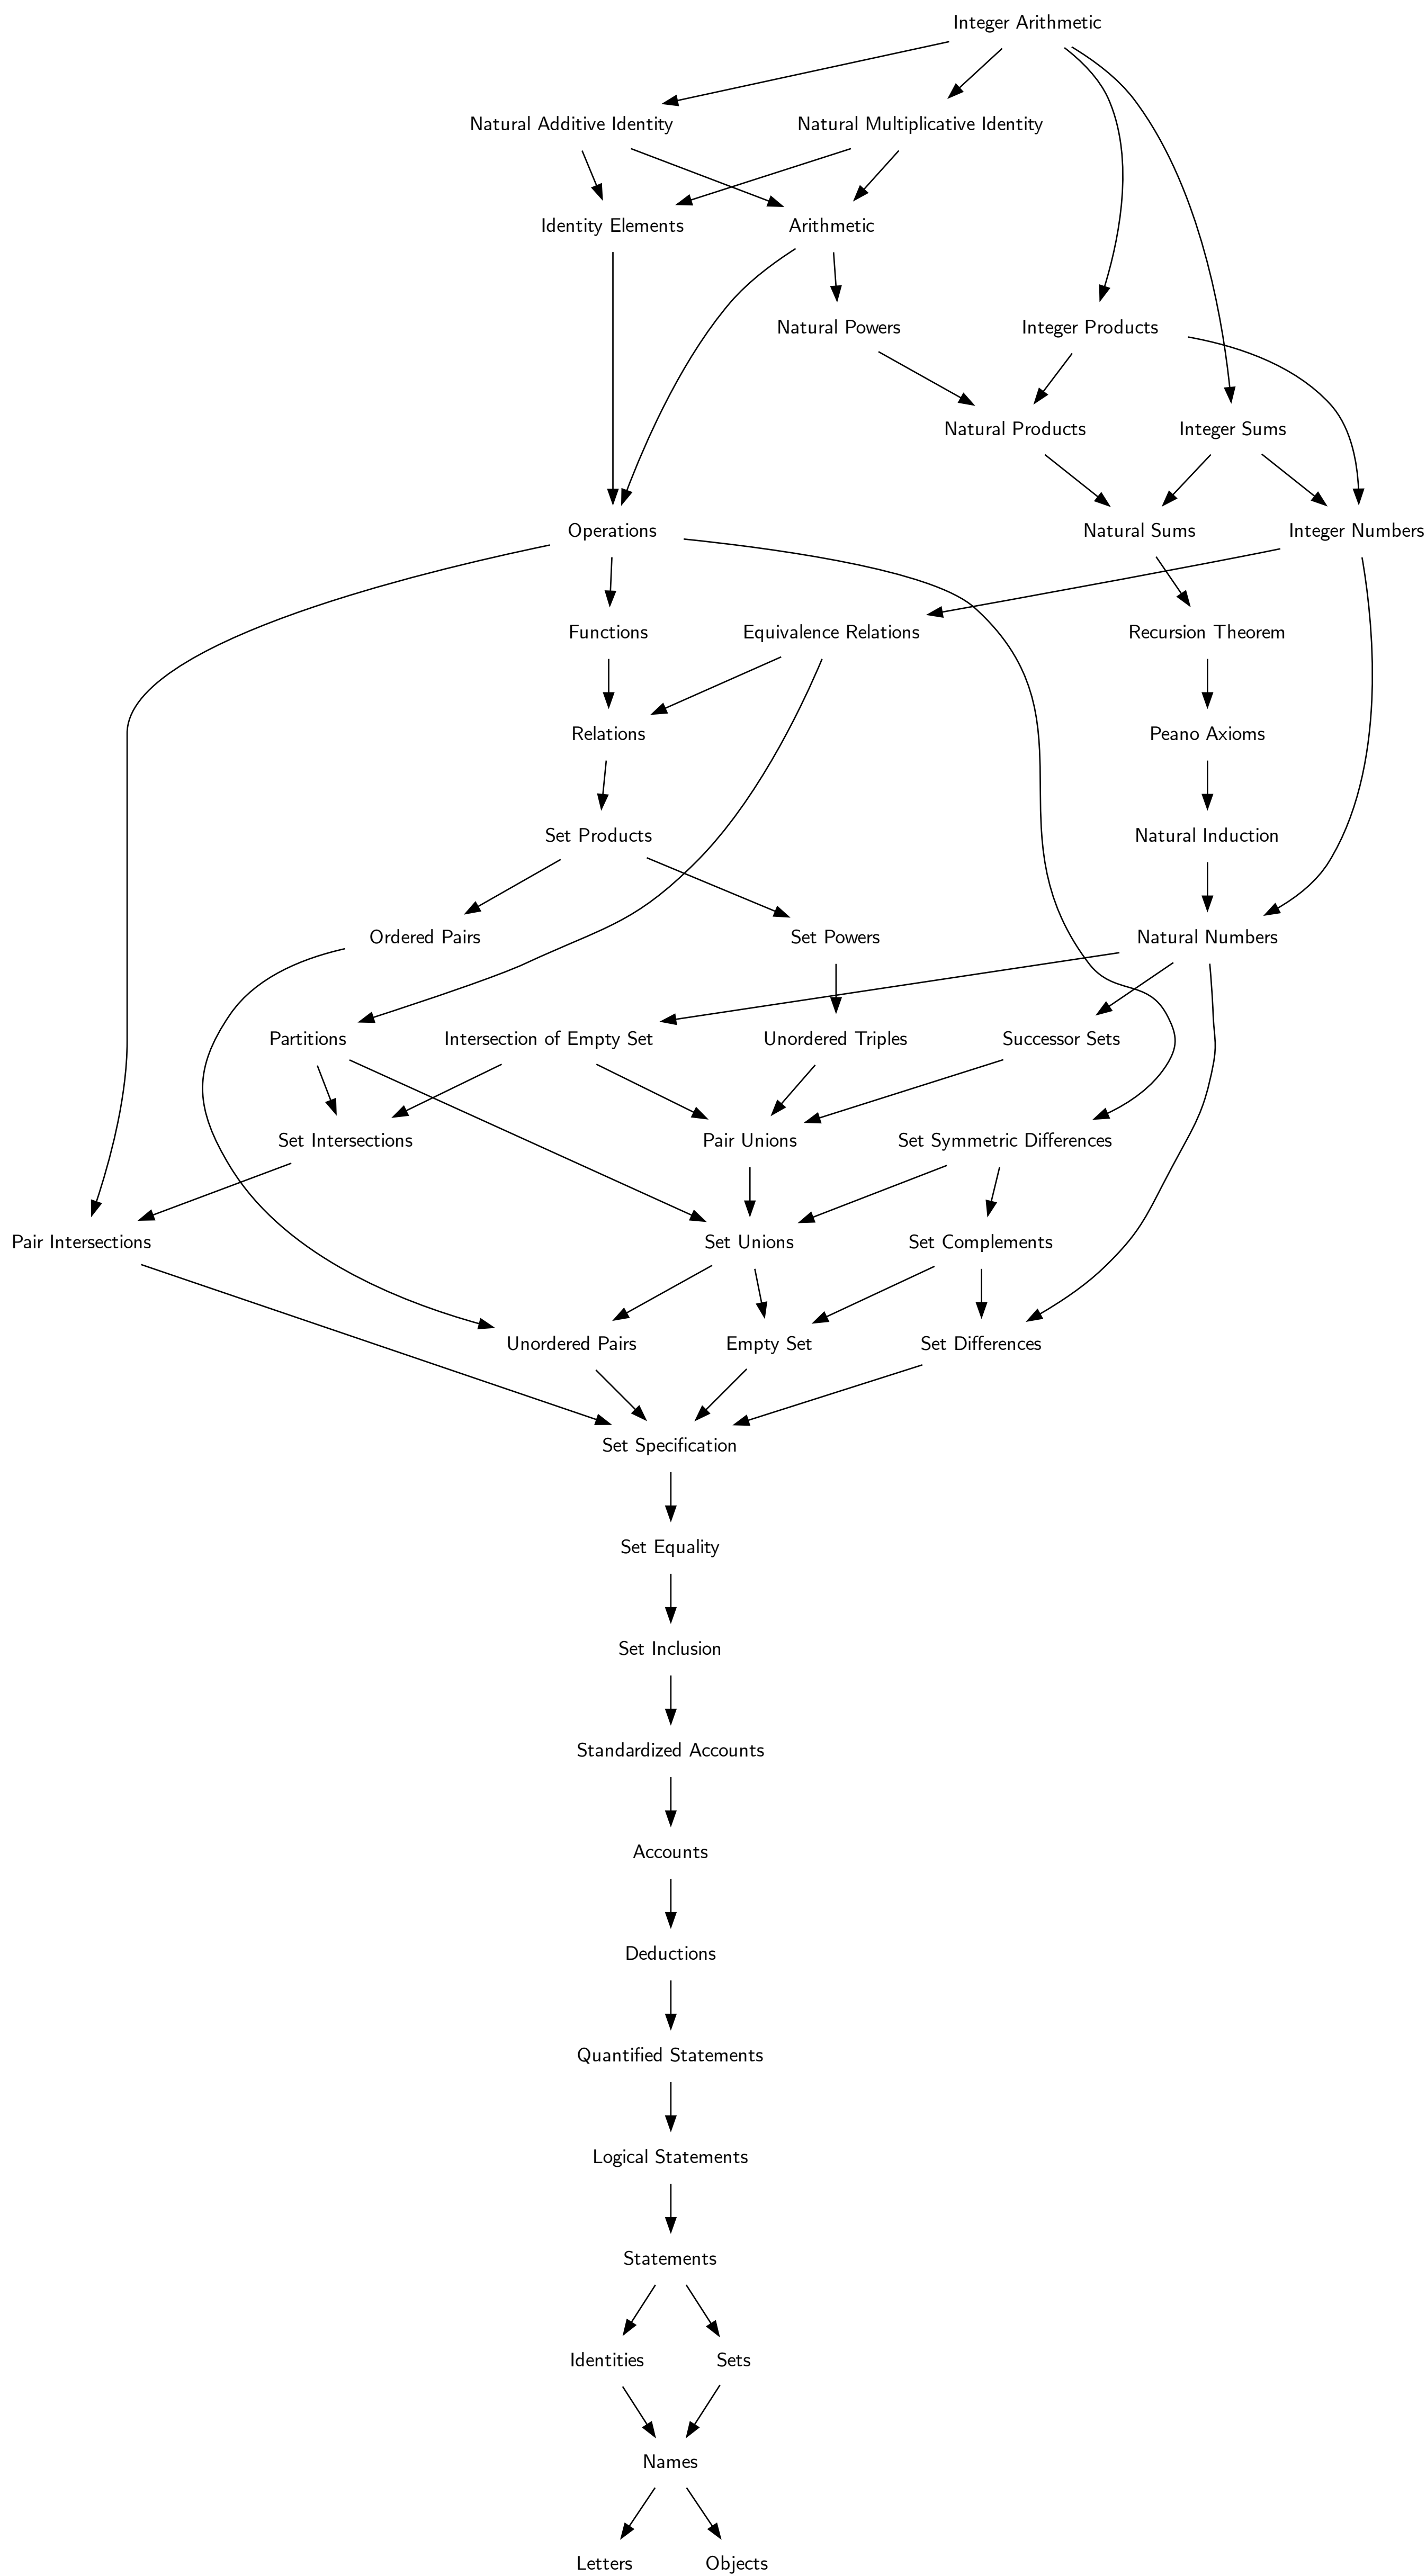 Integer Arithmetic
Natural Additive Identity
Natural Multiplicative Identity
Identity Elements
Arithmetic
Natural Powers
Integer Products
Natural Products
Integer Sums
Operations
Natural Sums
Integer Numbers
Functions
Equivalence Relations
Recursion Theorem
Relations
Peano Axioms
Set Products
Natural Induction
Ordered Pairs
Set Powers
Natural Numbers
Partitions
Intersection of Empty Set
Unordered Triples
Successor Sets
Set Intersections
Pair Unions
Set Symmetric Differences
Pair Intersections
Set Unions
Set Complements
Unordered Pairs
Empty Set
Set Differences
Set Specification
Set Equality
Set Inclusion
Standardized Accounts
Accounts
Deductions
Quantified Statements
Logical Statements
Statements
Identities
Sets
Names
Letters
Objects